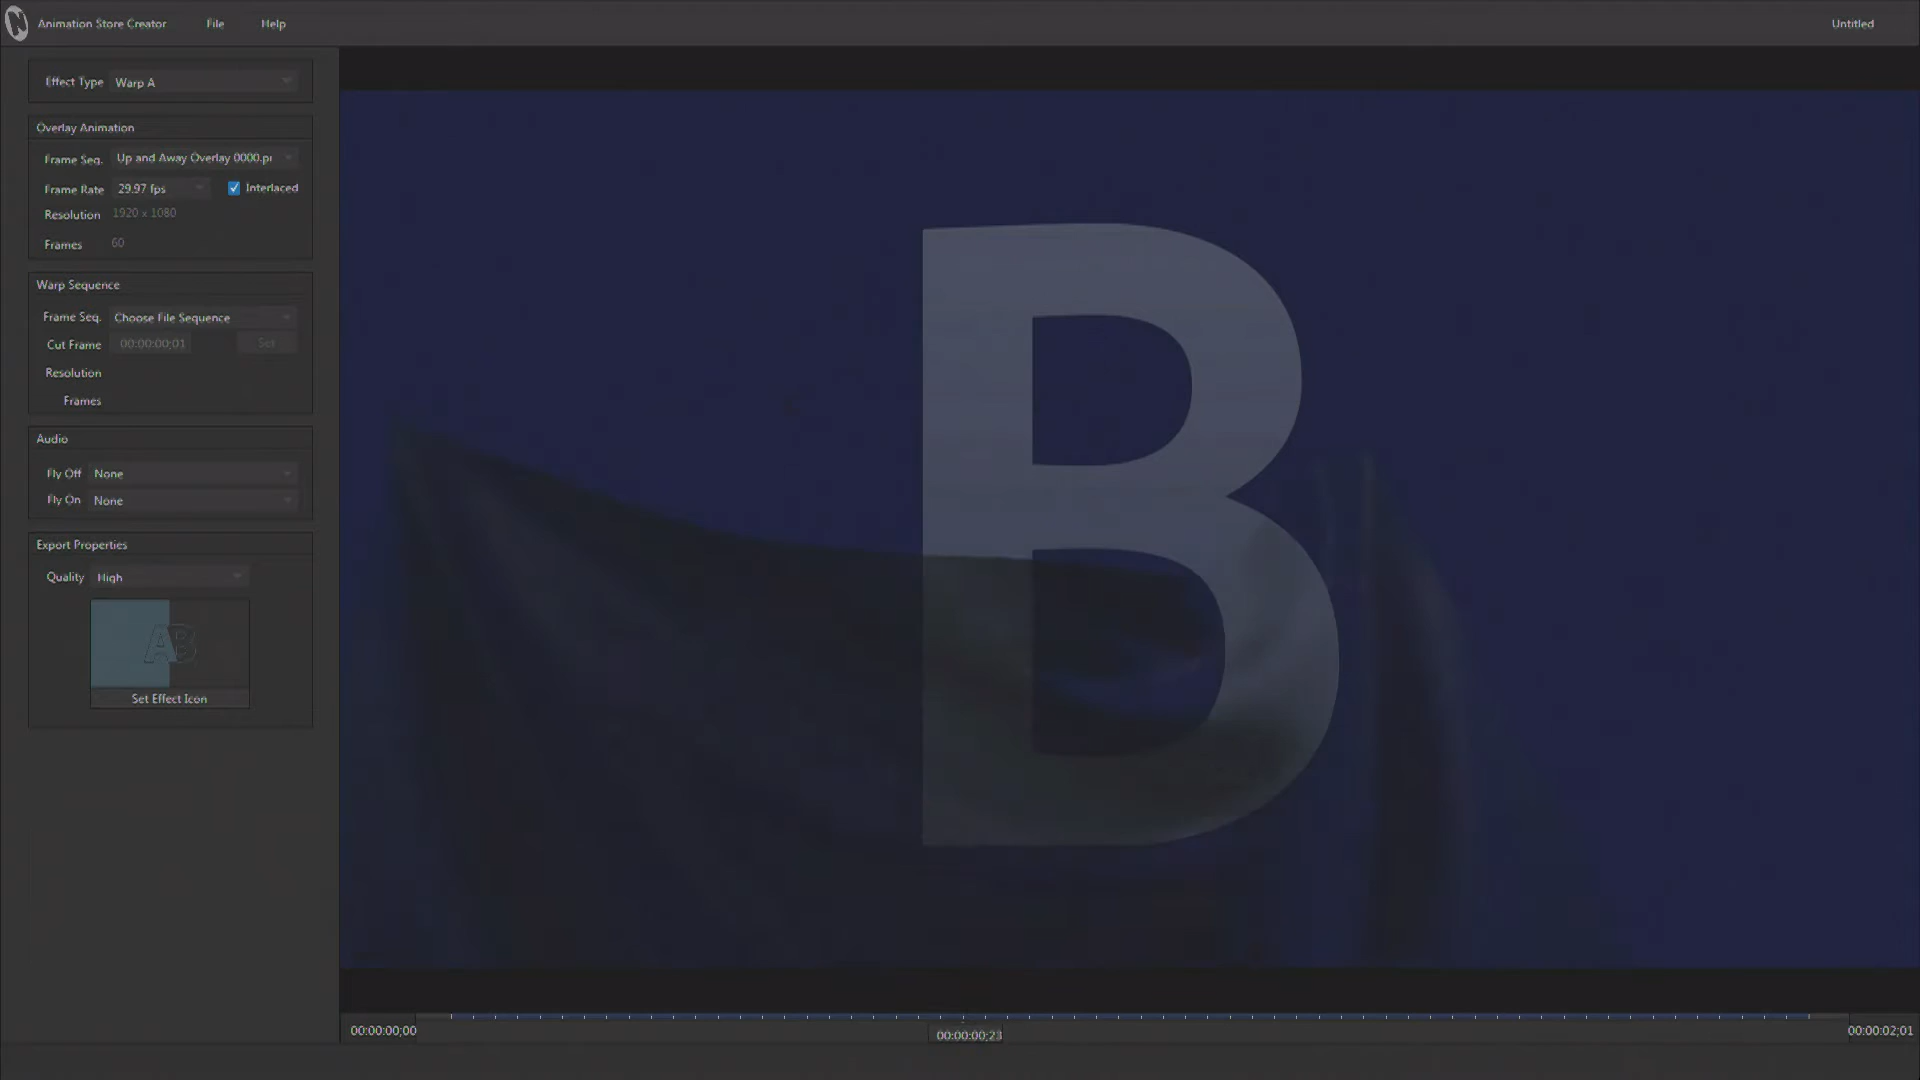 Animation Store Creator File Help Untitled
Effect Type Warp A
Overlay Animation
Frame Seq. Up and Away Overlay 0000.p
Frame Rate 29.97 fps Interlaced
Resolution 1920 x 1080
Frames 60
Warp Sequence
Frame Seq. Choose File Sequence
Cut Frame 00:00:00;01 Set
Resolution
Frames
Audio
Fly Off None
Fly On None
Export Properties
Quality High
AB
Set Effect Icon
B
00:00:00;00 00:00:00;23 00:00:02;01